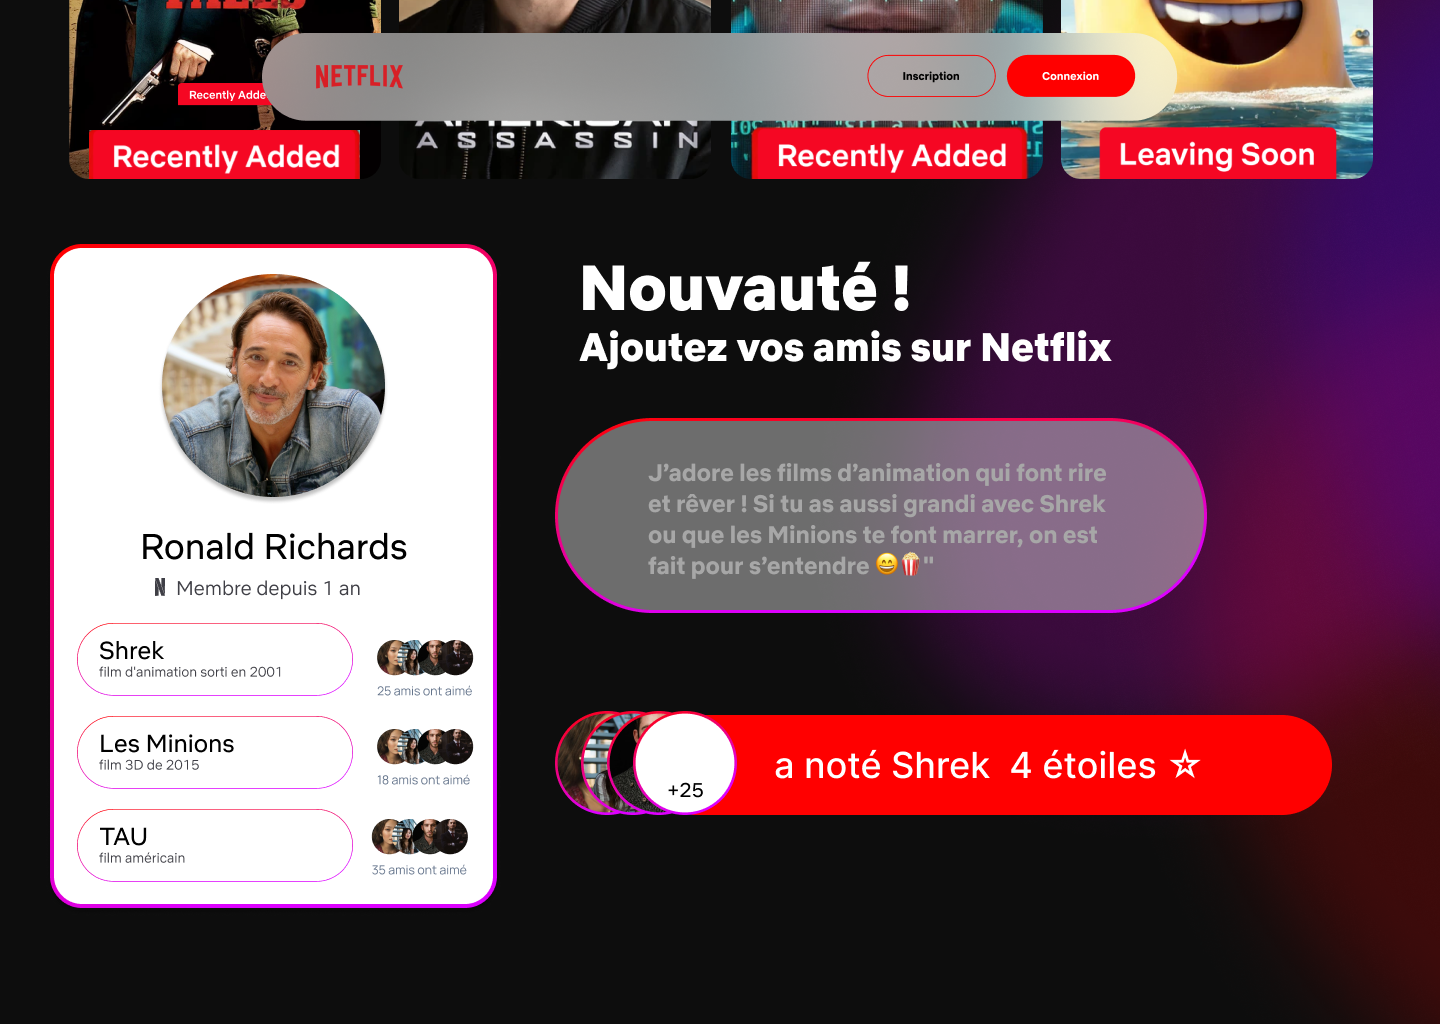 TALES
NETFLIX
Inscription
Connexion
Recently Adde
AMERICAN
ASSASSIN
Recently Added
Recently Added
Leaving Soon
Nouvauté !
Ajoutez vos amis sur Netflix
J’adore les films d’animation qui font rire
et rêver ! Si tu as aussi grandi avec Shrek
ou que les Minions te font marrer, on est
fait pour s’entendre 😄🍿"
Ronald Richards
N Membre depuis 1 an
Shrek
film d'animation sorti en 2001
25 amis ont aimé
Les Minions
film 3D de 2015
18 amis ont aimé
TAU
film américain
35 amis ont aimé
+25
a noté Shrek  4 étoiles ☆